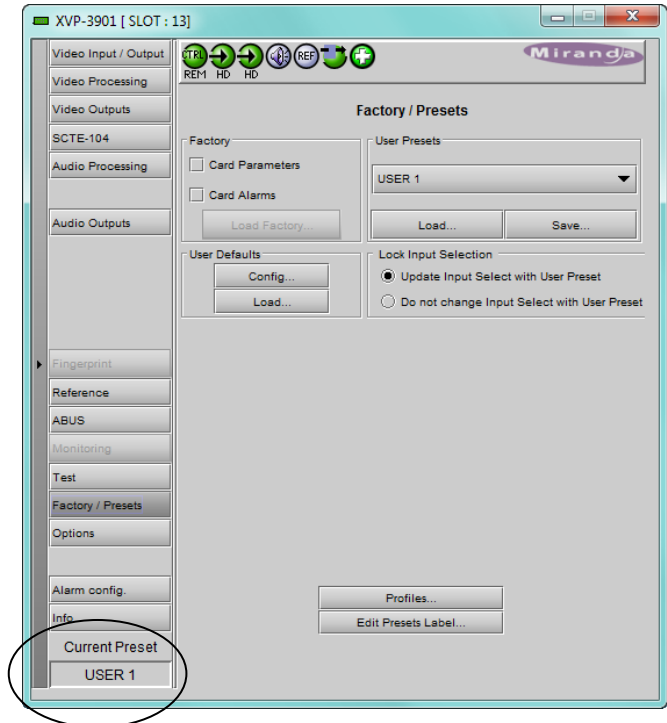 XVP-3901 [ SLOT : 13]
Video Input / Output
Video Processing
Video Outputs
SCTE-104
Audio Processing
Audio Outputs
Fingerprint
Reference
ABUS
Monitoring
Test
Factory / Presets
Options
Alarm config.
Info
Current Preset
USER 1
CTRL
REF
REM HD HD
Miranda
Factory / Presets
Factory
Card Parameters
Card Alarms
Load Factory...
User Presets
USER 1
Load... Save...
User Defaults
Config...
Load...
Lock Input Selection
Update Input Select with User Preset
Do not change Input Select with User Preset
Profiles...
Edit Presets Label...